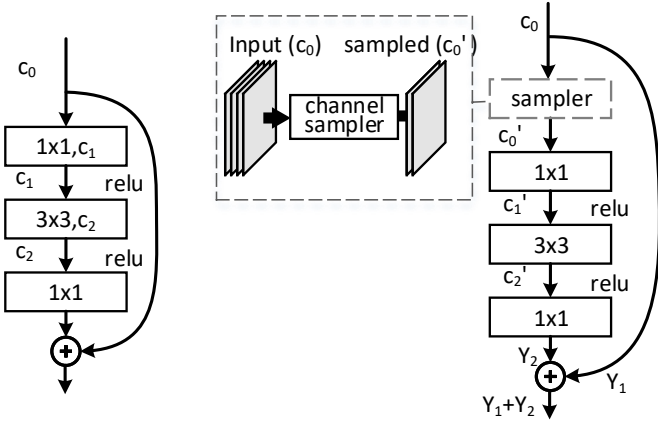 c₀
1x1,c₁
c₁
relu
3x3,c₂
c₂
relu
1x1
+
Input (c₀)
sampled (c₀')
channel
sampler
c₀
sampler
c₀'
1x1
c₁'
relu
3x3
c₂'
relu
1x1
Y₂
+
Y₁
Y₁+Y₂